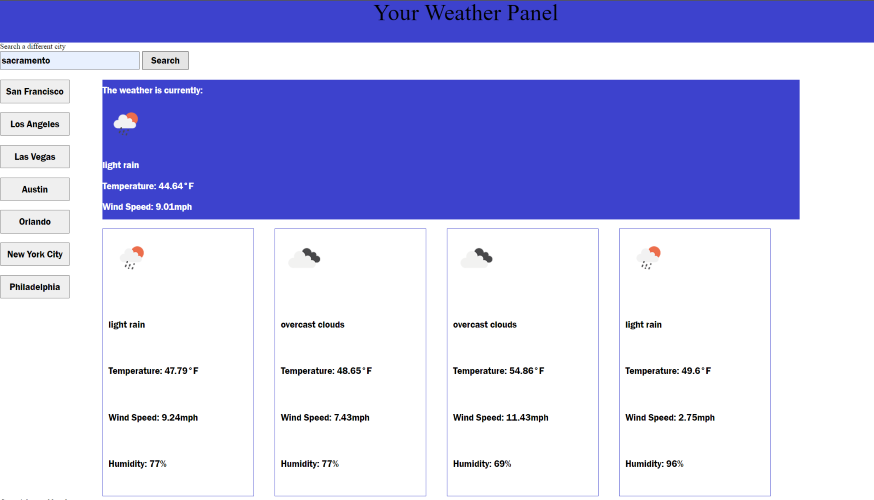 Your Weather Panel
Search a different city
sacramento
Search
San Francisco
Los Angeles
Las Vegas
Austin
Orlando
New York City
Philadelphia
The weather is currently:
light rain
Temperature: 44.64°F
Wind Speed: 9.01mph
light rain
Temperature: 47.79°F
Wind Speed: 9.24mph
Humidity: 77%
overcast clouds
Temperature: 48.65°F
Wind Speed: 7.43mph
Humidity: 77%
overcast clouds
Temperature: 54.86°F
Wind Speed: 11.43mph
Humidity: 69%
light rain
Temperature: 49.6°F
Wind Speed: 2.75mph
Humidity: 96%